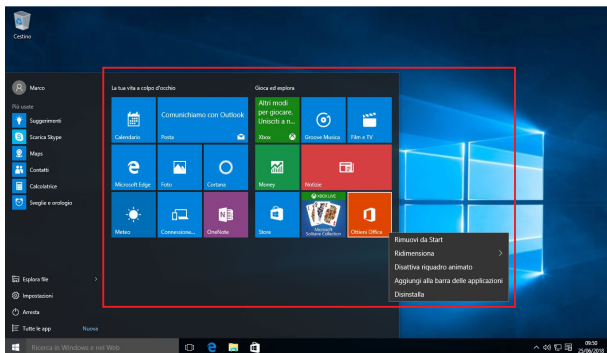 Cestino
Marco
Più usate
Suggerimenti
Scarica Skype
Maps
Contatti
Calcolatrice
Sveglie e orologio
Esplora file
Impostazioni
Arresta
Tutte le app
Nuova
La tua vita a colpo d'occhio
Calendario
Comunichiamo con Outlook
Posta
Microsoft Edge
Foto
Cortana
Meteo
Connessione...
OneNote
Gioca ed esplora
Altri modi
per giocare.
Unisciti a n...
Xbox
Groove Musica
Film e TV
Money
Notizie
Store
XBOX LIVE
Microsoft
Solitaire Collection
Ottieni Office
Rimuovi da Start
Ridimensiona
Disattiva riquadro animato
Aggiungi alla barra delle applicazioni
Disinstalla
Ricerca in Windows e nel Web
09:50
25/06/2018